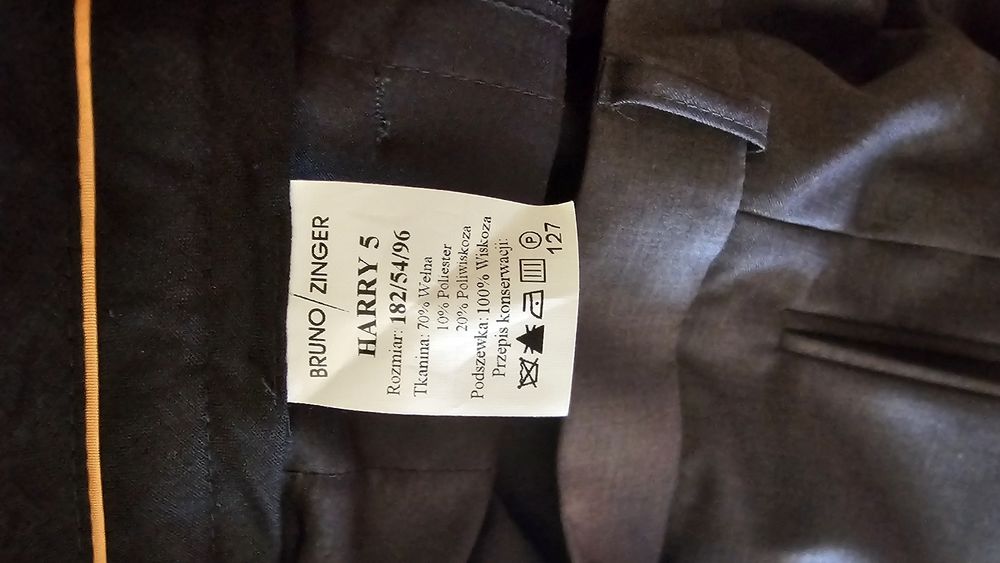 BRUNO/ZINGER
HARRY 5
Rozmiar: 182/54/96
Tkanina: 70% Wełna
10% Poliester
20% Poliwiskoza
Podszewka: 100% Wiskoza
Przepis konserwacji:
P
127